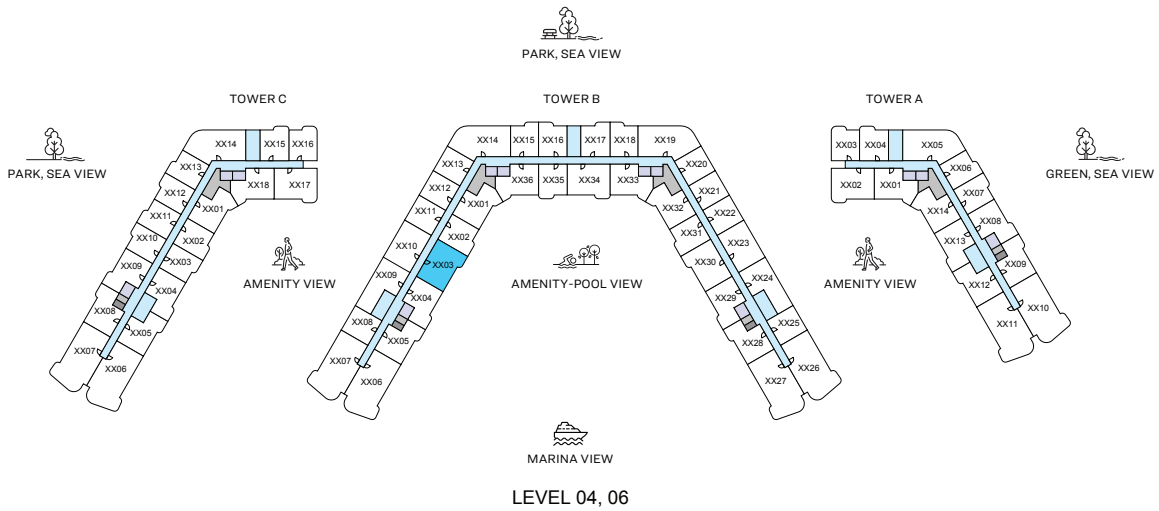 PARK, SEA VIEW
TOWER C
TOWER B
TOWER A
PARK, SEA VIEW
GREEN, SEA VIEW
XX14
XX15
XX16
XX13
XX12
XX11
XX10
XX09
XX08
XX07
XX06
XX05
XX04
XX03
XX02
XX01
XX18
XX17
AMENITY VIEW
XX14
XX15
XX16
XX17
XX18
XX19
XX13
XX12
XX11
XX10
XX09
XX08
XX07
XX06
XX05
XX04
XX03
XX02
XX01
XX36
XX35
XX34
XX33
XX32
XX31
XX30
XX29
XX28
XX27
XX26
XX25
XX24
XX23
XX22
XX21
XX20
AMENITY-POOL VIEW
AMENITY VIEW
XX03
XX04
XX05
XX02
XX01
XX06
XX07
XX08
XX09
XX10
XX11
XX12
XX13
XX14
MARINA VIEW
LEVEL 04, 06